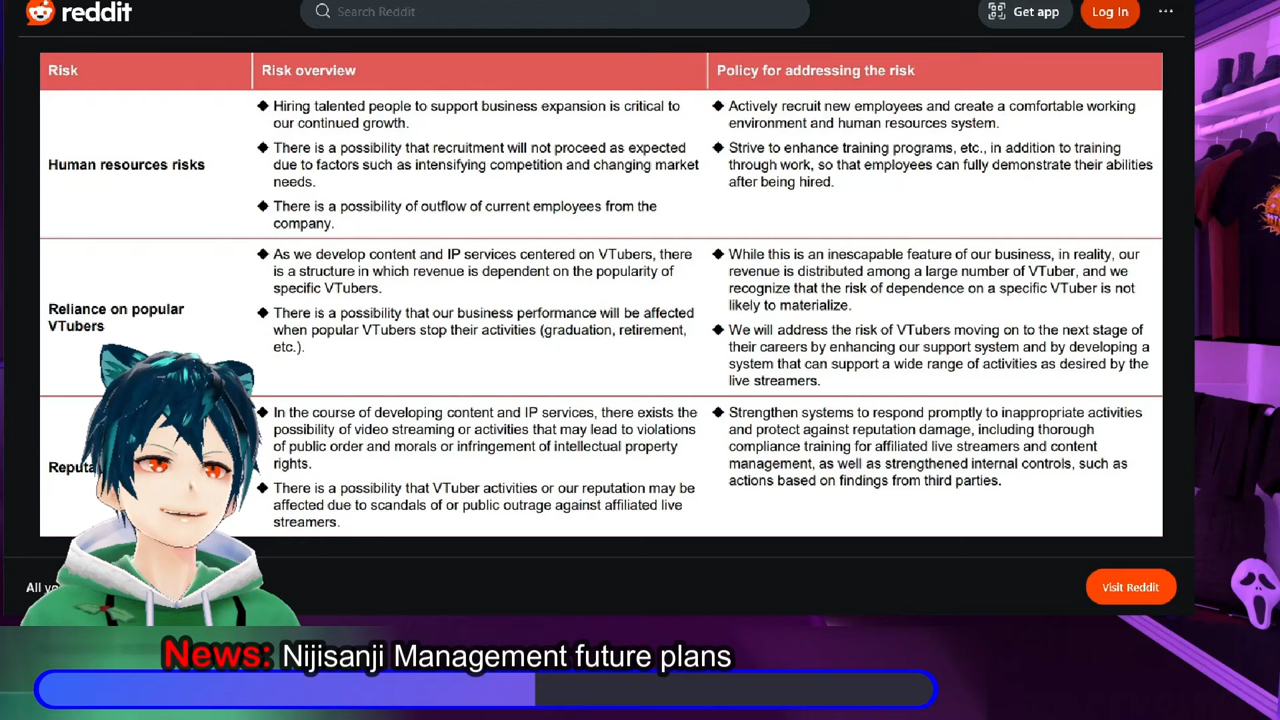 reddit
Search Reddit
Get app
Log In
Risk
Risk overview
Policy for addressing the risk
Human resources risks
◆ Hiring talented people to support business expansion is critical to
our continued growth.
◆ There is a possibility that recruitment will not proceed as expected
due to factors such as intensifying competition and changing market
needs.
◆ There is a possibility of outflow of current employees from the
company.
◆ Actively recruit new employees and create a comfortable working
environment and human resources system.
◆ Strive to enhance training programs, etc., in addition to training
through work, so that employees can fully demonstrate their abilities
after being hired.
Reliance on popular
VTubers
◆ As we develop content and IP services centered on VTubers, there
is a structure in which revenue is dependent on the popularity of
specific VTubers.
◆ There is a possibility that our business performance will be affected
when popular VTubers stop their activities (graduation, retirement,
etc.).
◆ While this is an inescapable feature of our business, in reality, our
revenue is distributed among a large number of VTuber, and we
recognize that the risk of dependence on a specific VTuber is not
likely to materialize.
◆ We will address the risk of VTubers moving on to the next stage of
their careers by enhancing our support system and by developing a
system that can support a wide range of activities as desired by the
live streamers.
◆ In the course of developing content and IP services, there exists the
possibility of video streaming or activities that may lead to violations
of public order and morals or infringement of intellectual property
rights.
◆ There is a possibility that VTuber activities or our reputation may be
affected due to scandals of or public outrage against affiliated live
streamers.
◆ Strengthen systems to respond promptly to inappropriate activities
and protect against reputation damage, including thorough
compliance training for affiliated live streamers and content
management, as well as strengthened internal controls, such as
actions based on findings from third parties.
All
Visit Reddit
News: Nijisanji Management future plans